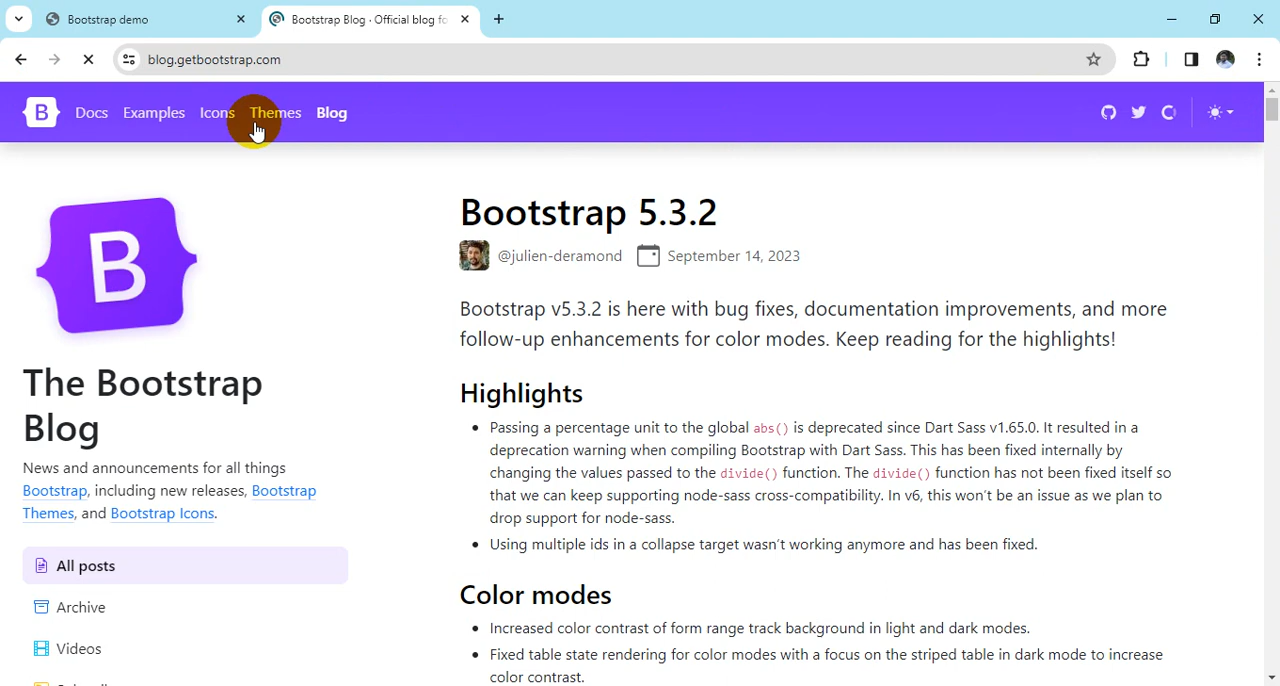 Bootstrap demo
Bootstrap Blog · Official blog fo
blog.getbootstrap.com
B Docs Examples Icons Themes Blog
B
The Bootstrap
Blog
News and announcements for all things
Bootstrap, including new releases, Bootstrap
Themes, and Bootstrap Icons.
All posts
Archive
Videos
Bootstrap 5.3.2
@julien-deramond September 14, 2023
Bootstrap v5.3.2 is here with bug fixes, documentation improvements, and more
follow-up enhancements for color modes. Keep reading for the highlights!
Highlights
• Passing a percentage unit to the global abs() is deprecated since Dart Sass v1.65.0. It resulted in a
deprecation warning when compiling Bootstrap with Dart Sass. This has been fixed internally by
changing the values passed to the divide() function. The divide() function has not been fixed itself so
that we can keep supporting node-sass cross-compatibility. In v6, this won't be an issue as we plan to
drop support for node-sass.
• Using multiple ids in a collapse target wasn't working anymore and has been fixed.
Color modes
• Increased color contrast of form range track background in light and dark modes.
• Fixed table state rendering for color modes with a focus on the striped table in dark mode to increase
color contrast.